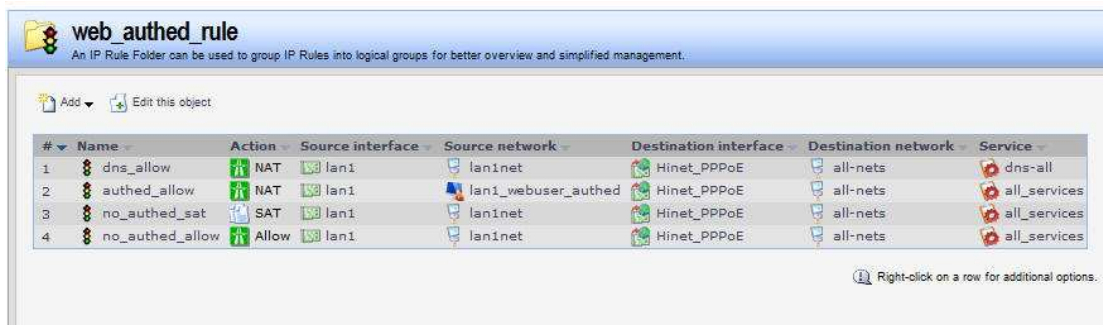 web_authed_rule
An IP Rule Folder can be used to group IP Rules into logical groups for better overview and simplified management.
Add Edit this object
# Name Action Source interface Source network Destination interface Destination network Service
1 dns_allow NAT lan1 lan1net Hinet_PPPoE all-nets dns-all
2 authed_allow NAT lan1 lan1_webuser_authed Hinet_PPPoE all-nets all_services
3 no_authed_sat SAT lan1 lan1net Hinet_PPPoE all-nets all_services
4 no_authed_allow Allow lan1 lan1net Hinet_PPPoE all-nets all_services
Right-click on a row for additional options.